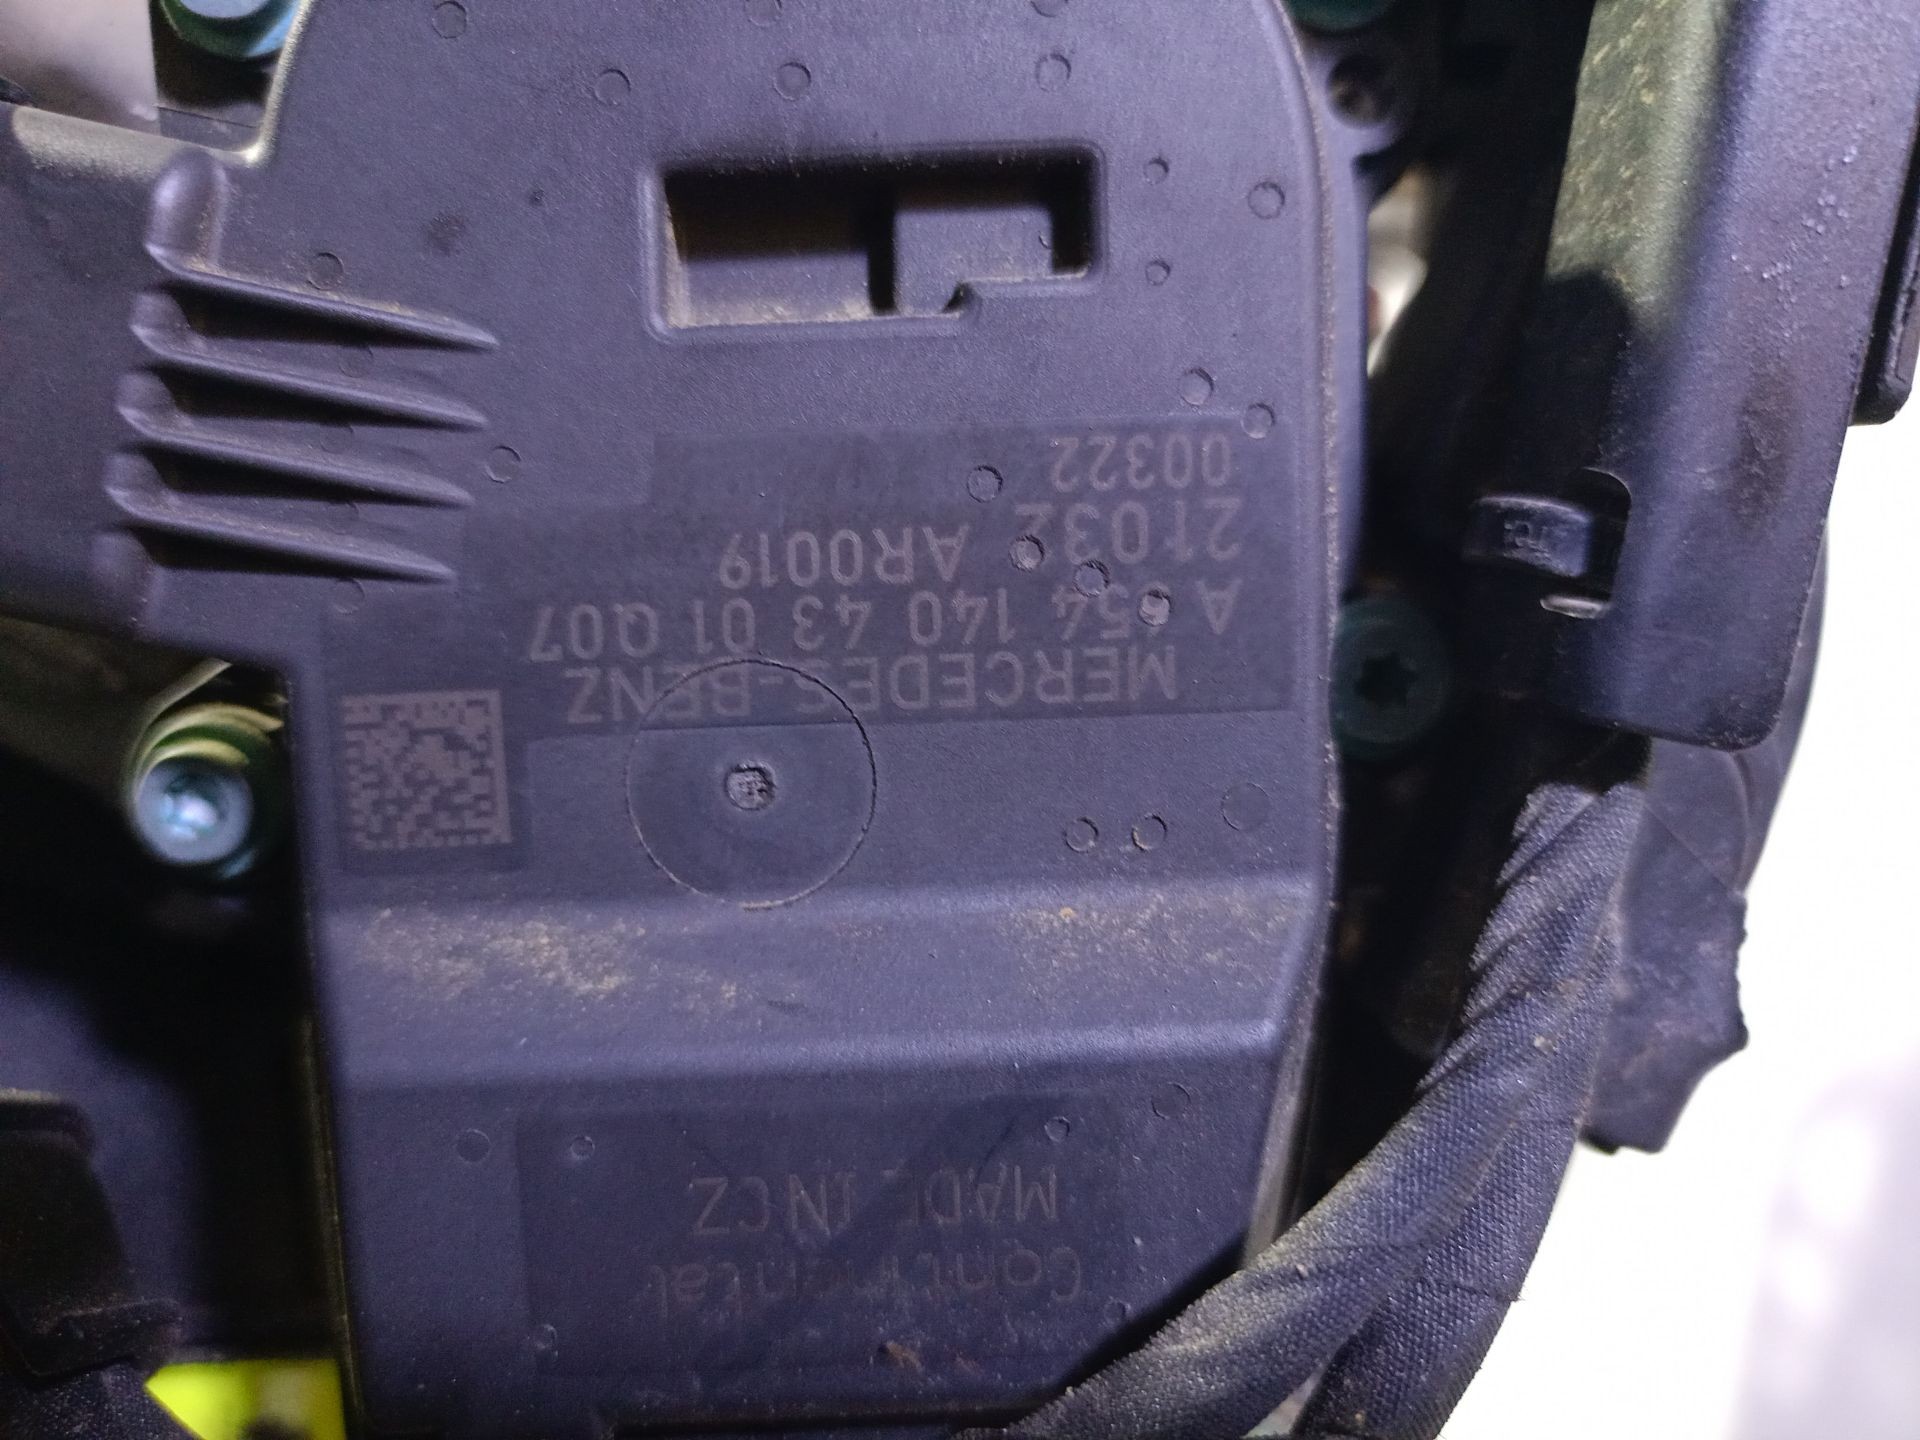 Continental
MADE IN CZ
MERCEDES-BENZ
A 654 140 43 01 Q07
21032 AR0019
00322